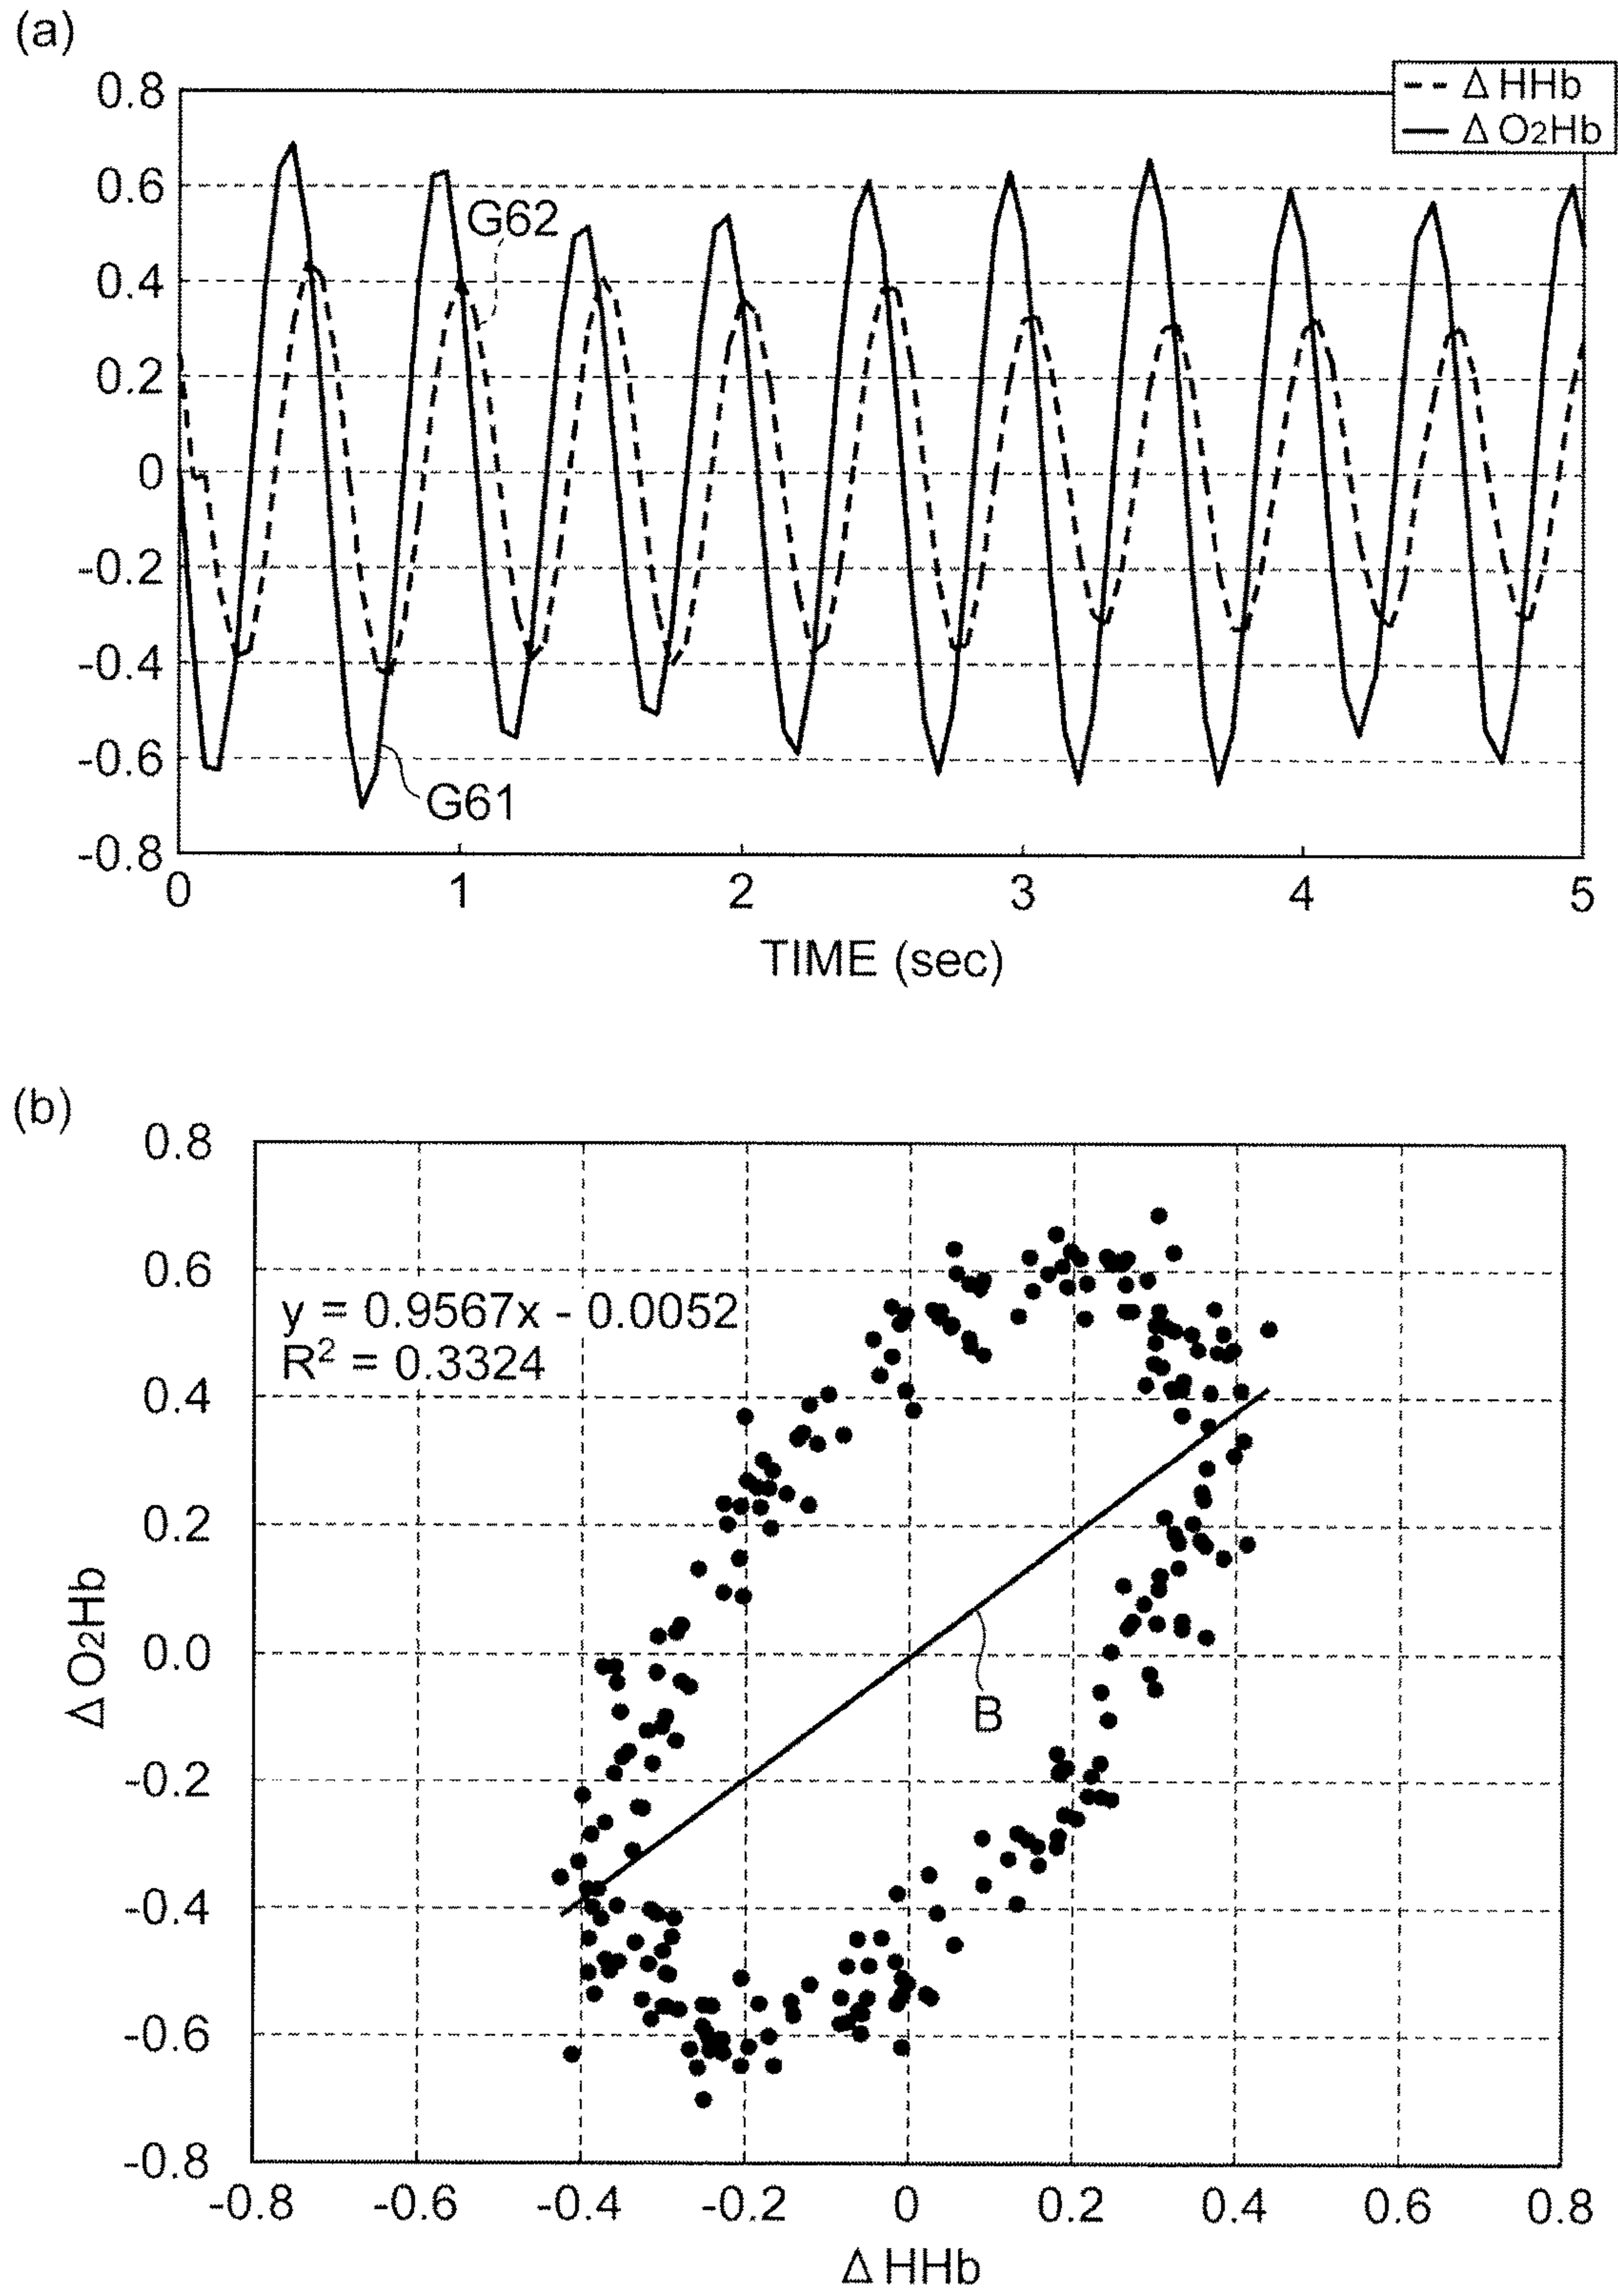 (a)
0.8
0.6
0.4
0.2
0
-0.2
-0.4
-0.6
-0.8
Δ HHb
Δ O2Hb
G62
G61
0 1 2 3 4 5
TIME (sec)
(b)
0.8
0.6
0.4
0.2
0.0
-0.2
-0.4
-0.6
-0.8
y = 0.9567x - 0.0052
R² = 0.3324
B
Δ O2Hb
-0.8 -0.6 -0.4 -0.2 0 0.2 0.4 0.6 0.8
Δ HHb